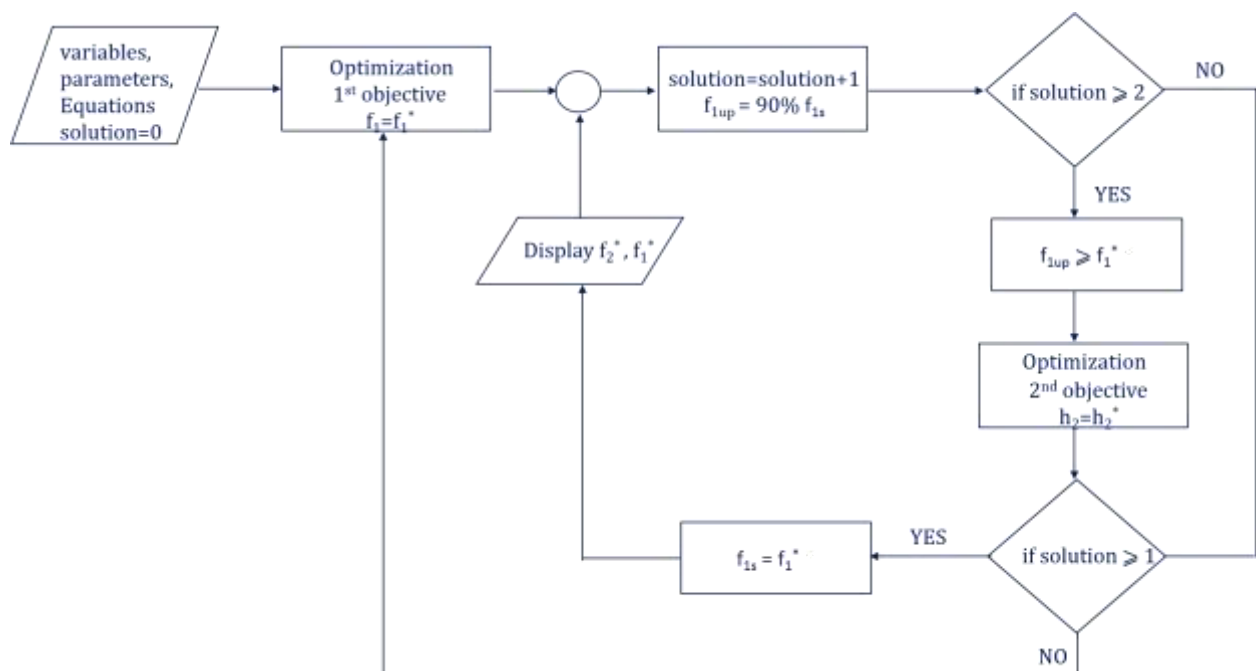 variables,
parameters,
Equations
solution=0
Optimization
1st objective
f1=f1*
solution=solution+1
f1up = 90% f1s
if solution ⩾ 2
NO
YES
f1up ⩾ f1*
Optimization
2nd objective
h2=h2*
if solution ⩾ 1
YES
NO
f1s = f1*
Display f2*, f1*